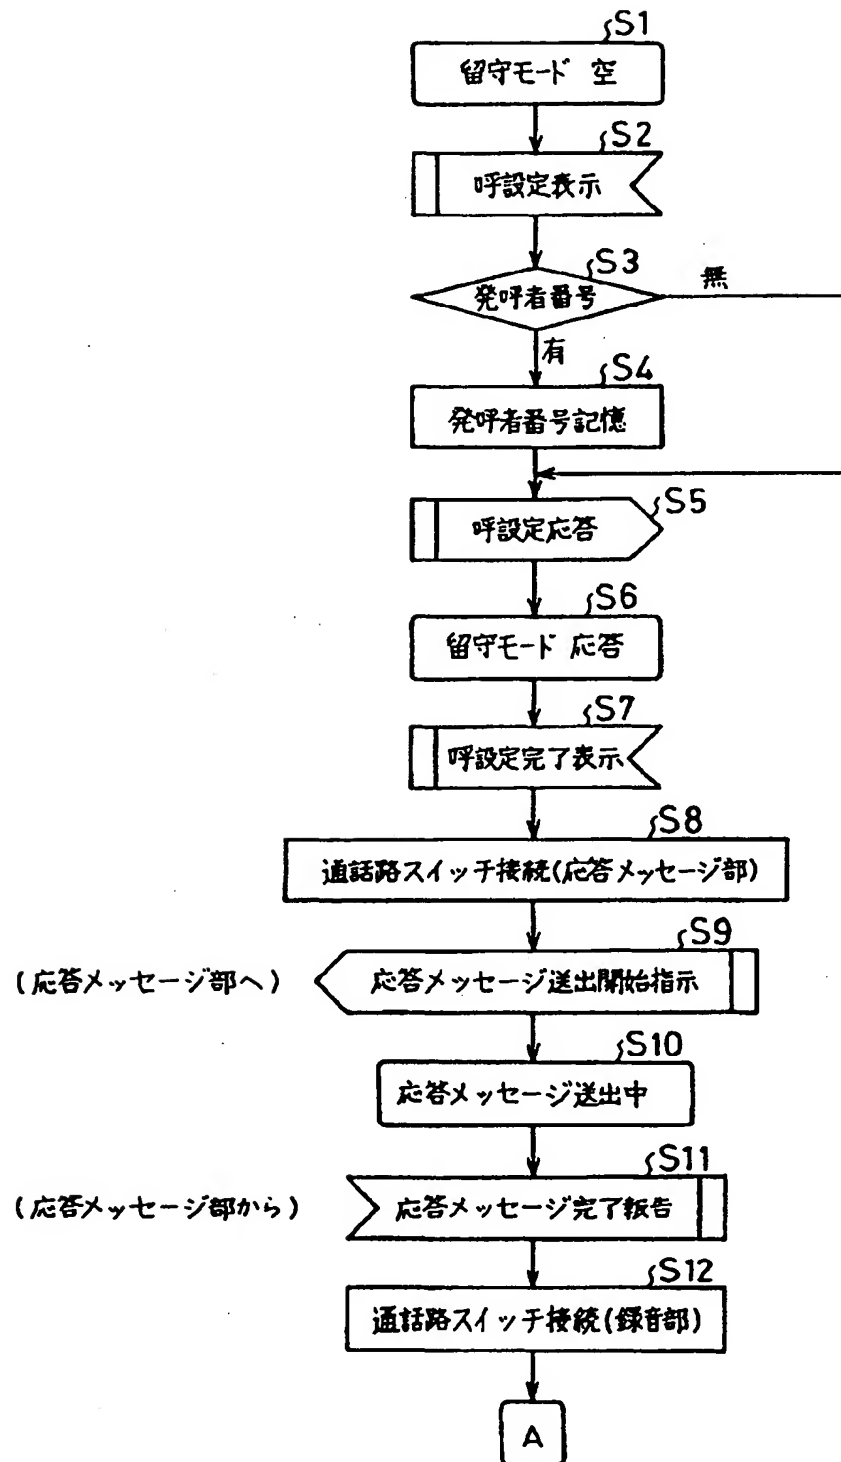 S1
留守モード 空
S2
呼設定表示
S3
発呼者番号
無
有
S4
発呼者番号記憶
S5
呼設定応答
S6
留守モード 応答
S7
呼設定完了表示
S8
通話路スイッチ接続(応答メッセージ部)
S9
(応答メッセージ部へ)
応答メッセージ送出開始指示
S10
応答メッセージ送出中
S11
(応答メッセージ部から)
応答メッセージ完了報告
S12
通話路スイッチ接続(録音部)
A